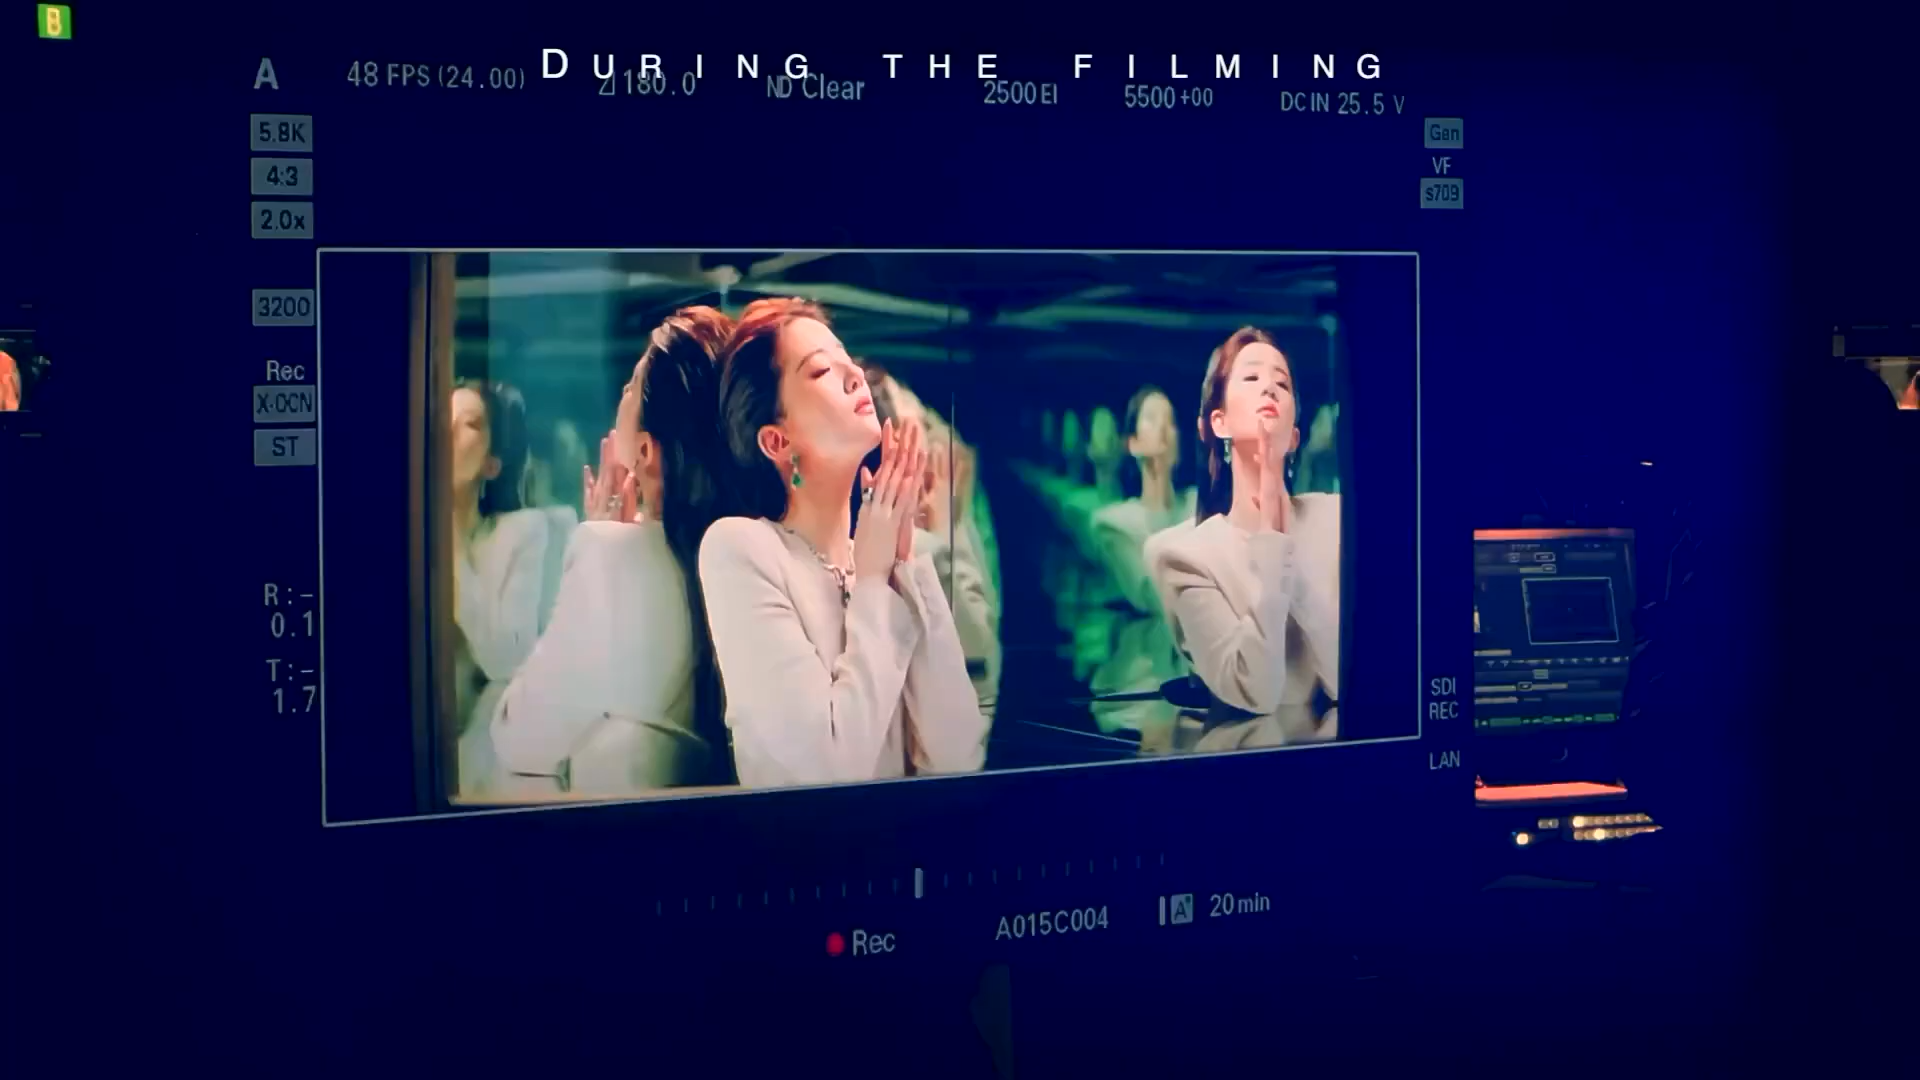 B
DURING THE FILMING
A 48 FPS (24.00) ⊿180.0 ND Clear 2500 EI 5500+00 DC IN 25.5 V
5.8K
4:3
2.0x
3200
Rec
X-OCN
ST
R:-
0.1
T:-
1.7
Gen
VF
s709
SDI
REC
LAN
Rec A015C004 A 20 min